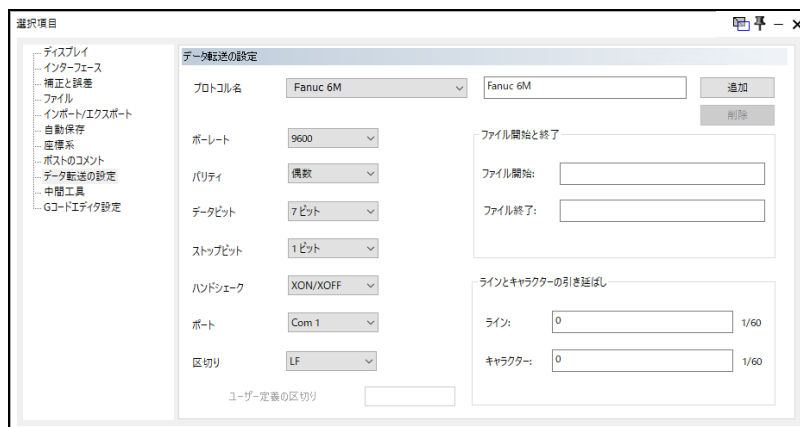 選択項目
ディスプレイ
インターフェース
補正と誤差
ファイル
インポート/エクスポート
自動保存
座標系
ポストのコメント
データ転送の設定
中間工具
Gコードエディタ設定
データ転送の設定
プロトコル名 Fanuc 6M Fanuc 6M 追加
削除
ボーレート 9600
パリティ 偶数
データビット 7 ビット
ストップビット 1 ビット
ハンドシェーク XON/XOFF
ポート Com 1
区切り LF
ユーザー定義の区切り
ファイル開始と終了
ファイル開始:
ファイル終了:
ラインとキャラクターの引き延ばし
ライン: 0 1/60
キャラクター: 0 1/60